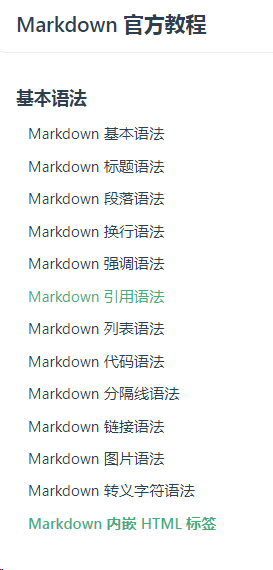 Markdown 官方教程
基本语法
Markdown 基本语法
Markdown 标题语法
Markdown 段落语法
Markdown 换行语法
Markdown 强调语法
Markdown 引用语法
Markdown 列表语法
Markdown 代码语法
Markdown 分隔线语法
Markdown 链接语法
Markdown 图片语法
Markdown 转义字符语法
Markdown 内嵌 HTML 标签